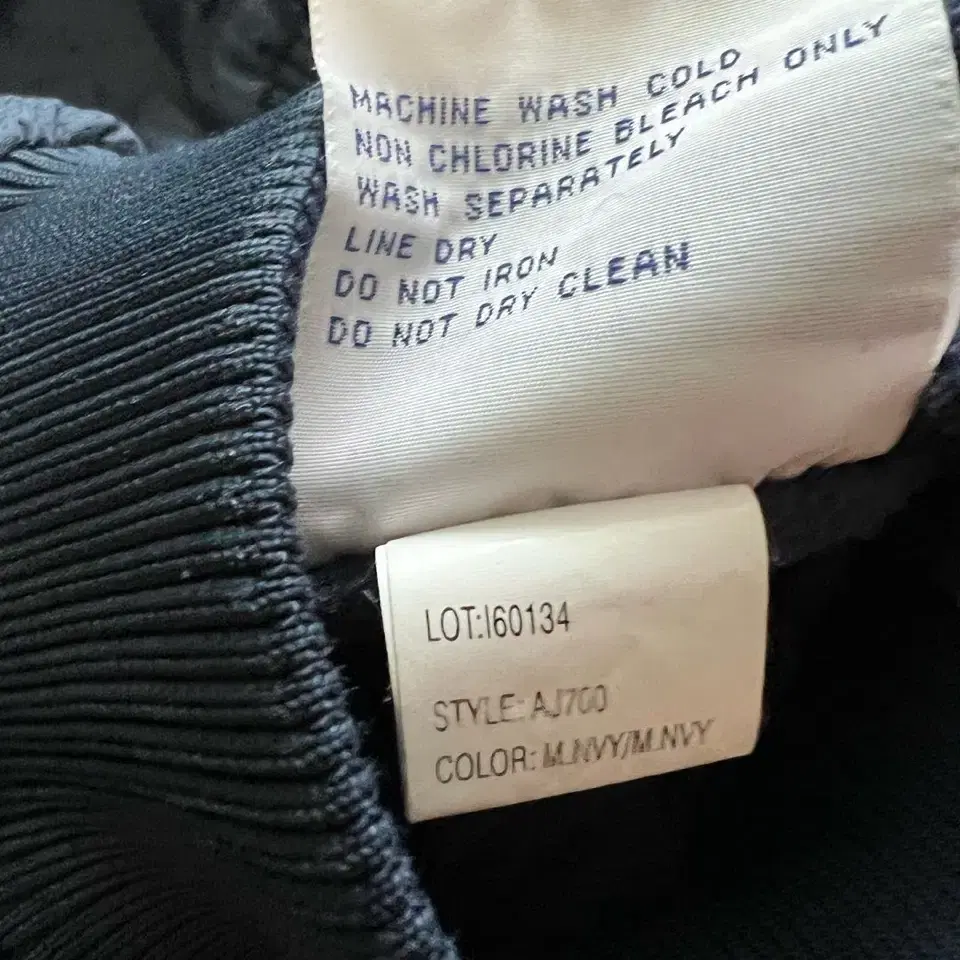 MACHINE WASH COLD
NON CHLORINE BLEACH ONLY
WASH SEPARATELY
LINE DRY
DO NOT IRON
DO NOT DRY CLEAN
LOT:I60134
STYLE: AJ700
COLOR: M.NVY/M.NVY